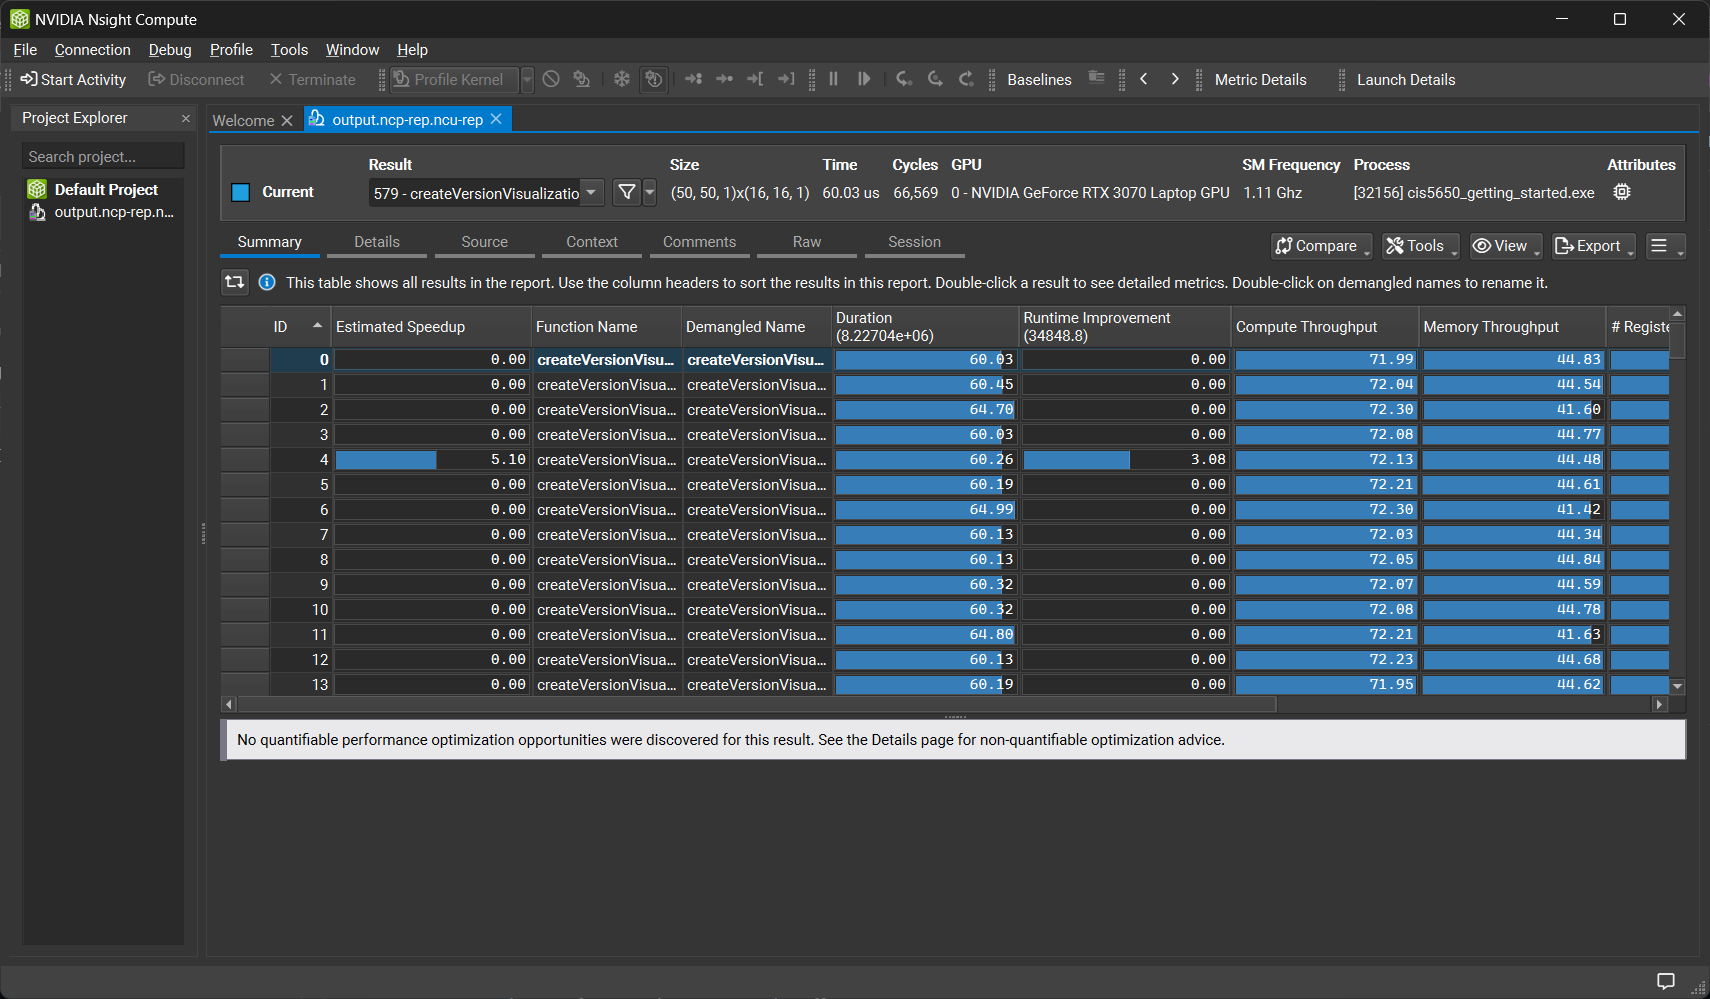 NVIDIA Nsight Compute
File Connection Debug Profile Tools Window Help
Start Activity Disconnect Terminate Profile Kernel Baselines Metric Details Launch Details
Project Explorer
Search project...
Default Project
output.ncp-rep.n...
Welcome output.ncp-rep.ncu-rep
Result Size Time Cycles GPU SM Frequency Process Attributes
Current 579 - createVersionVisualizatio (50, 50, 1)x(16, 16, 1) 60.03 us 66,569 0 - NVIDIA GeForce RTX 3070 Laptop GPU 1.11 Ghz [32156] cis5650_getting_started.exe
Summary Details Source Context Comments Raw Session Compare Tools View Export
This table shows all results in the report. Use the column headers to sort the results in this report. Double-click a result to see detailed metrics. Double-click on demangled names to rename it.
ID Estimated Speedup Function Name Demangled Name Duration (8.22704e+06) Runtime Improvement (34848.8) Compute Throughput Memory Throughput # Registe
0 0.00 createVersionVisu... createVersionVisu... 60.03 0.00 71.99 44.83
1 0.00 createVersionVisua... createVersionVisua... 60.45 0.00 72.04 44.54
2 0.00 createVersionVisua... createVersionVisua... 64.70 0.00 72.30 41.60
3 0.00 createVersionVisua... createVersionVisua... 60.03 0.00 72.08 44.77
4 5.10 createVersionVisua... createVersionVisua... 60.26 3.08 72.13 44.48
5 0.00 createVersionVisua... createVersionVisua... 60.19 0.00 72.21 44.61
6 0.00 createVersionVisua... createVersionVisua... 64.99 0.00 72.30 41.42
7 0.00 createVersionVisua... createVersionVisua... 60.13 0.00 72.03 44.34
8 0.00 createVersionVisua... createVersionVisua... 60.13 0.00 72.05 44.84
9 0.00 createVersionVisua... createVersionVisua... 60.32 0.00 72.07 44.59
10 0.00 createVersionVisua... createVersionVisua... 60.32 0.00 72.08 44.78
11 0.00 createVersionVisua... createVersionVisua... 64.80 0.00 72.21 41.63
12 0.00 createVersionVisua... createVersionVisua... 60.13 0.00 72.23 44.68
13 0.00 createVersionVisua... createVersionVisua... 60.19 0.00 71.95 44.62
No quantifiable performance optimization opportunities were discovered for this result. See the Details page for non-quantifiable optimization advice.